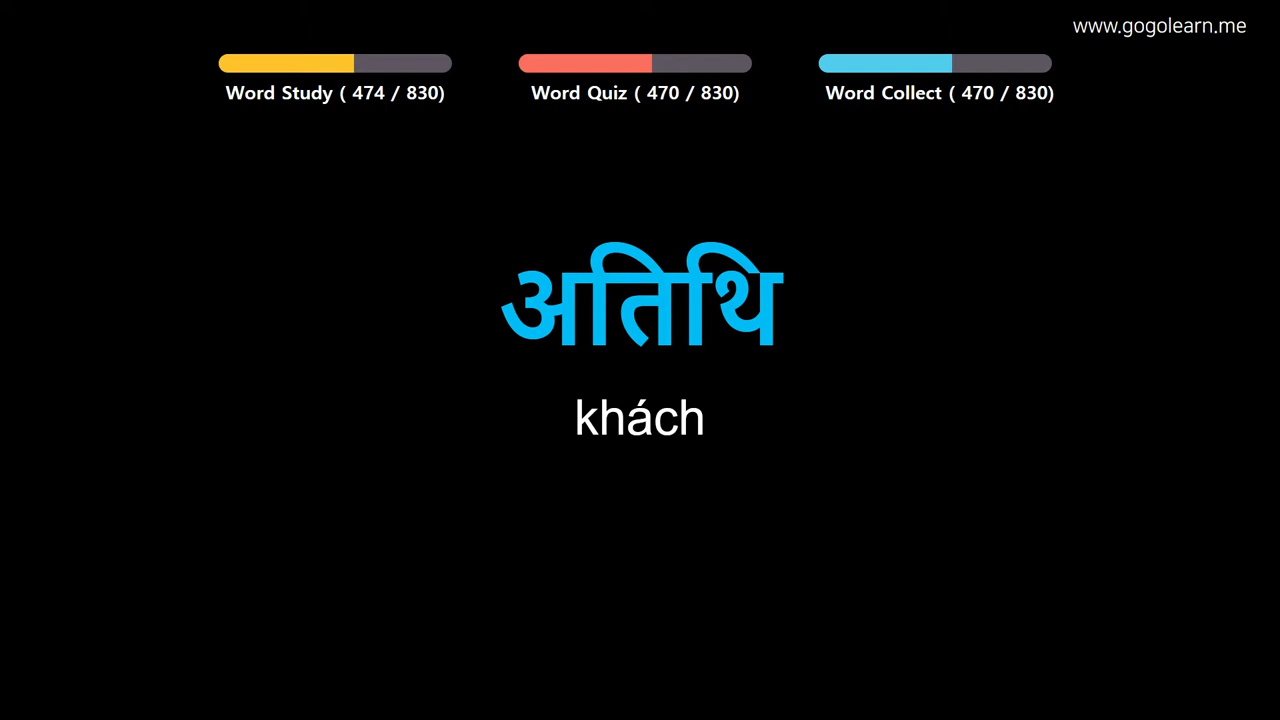 www.gogolearn.me
Word Study ( 474 / 830)
Word Quiz ( 470 / 830)
Word Collect ( 470 / 830)
अतिथि
khách